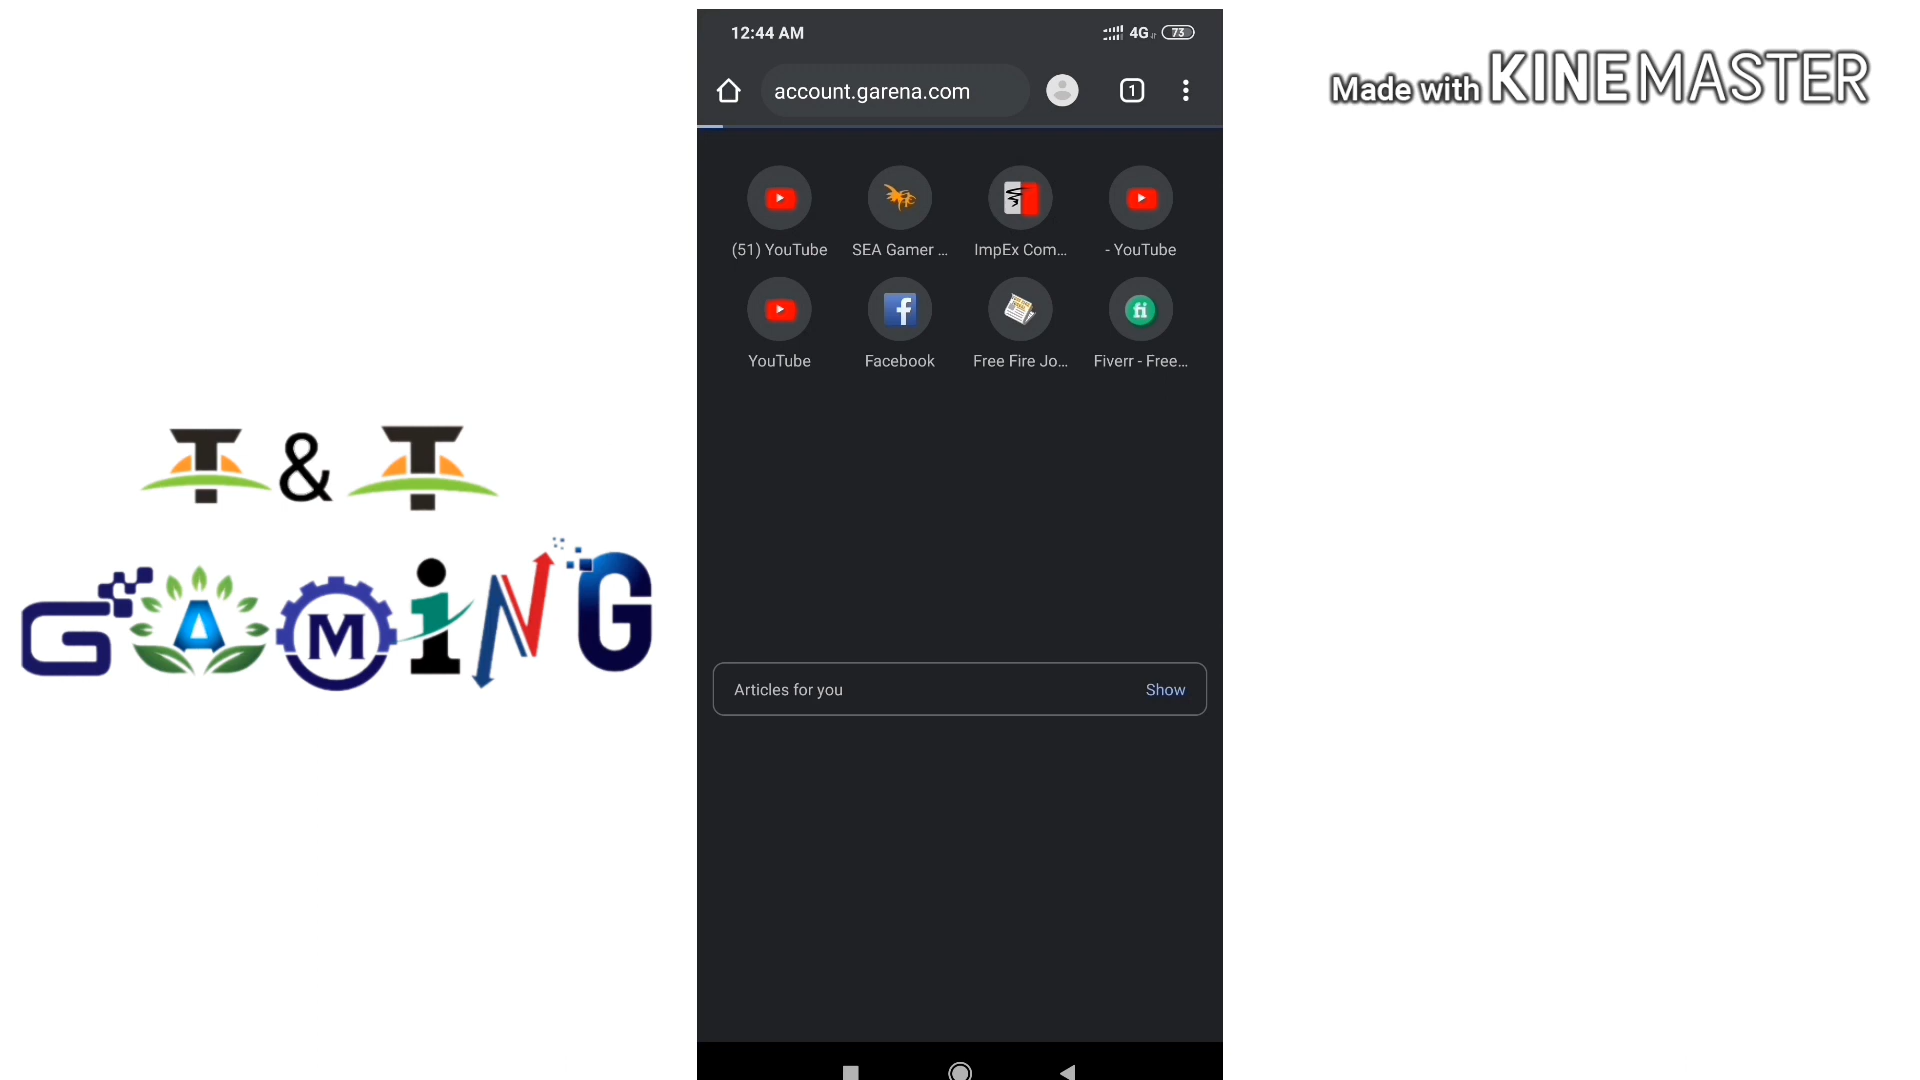 12:44 AM
4G
73
account.garena.com
1
Made with KINEMASTER
(51) YouTube
SEA Gamer ...
ImpEx Com...
- YouTube
YouTube
Facebook
Free Fire Jo...
Fiverr - Free...
T & T
GAMiNG
Articles for you
Show